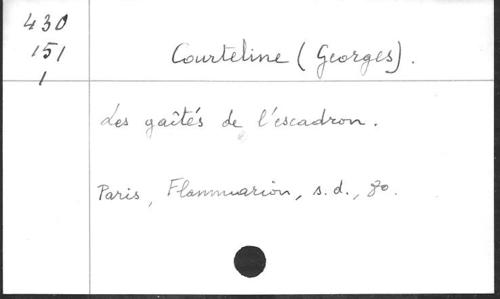 430
151
1
Courteline (Georges).
Les gaîtés de l'escadron.
Paris, Flammarion, s.d., 8o.